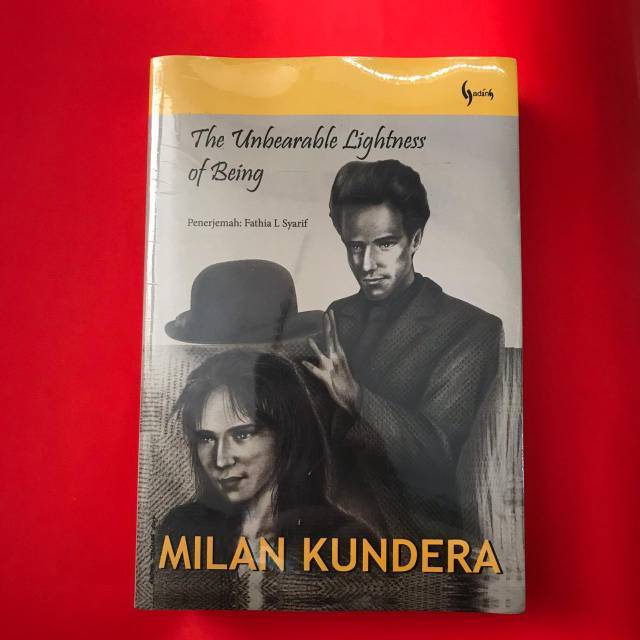 Gading
The Unbearable Lightness
of Being
Penerjemah: Fathia L Syarif
MILAN KUNDERA